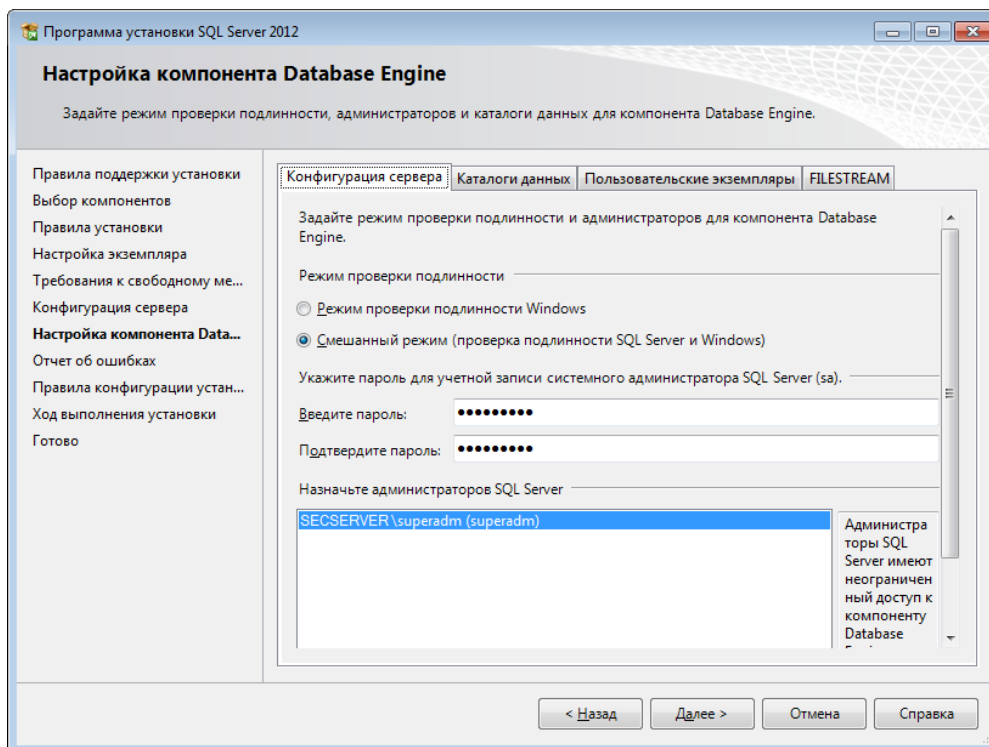 Программа установки SQL Server 2012
Настройка компонента Database Engine
Задайте режим проверки подлинности, администраторов и каталоги данных для компонента Database Engine.
Правила поддержки установки
Выбор компонентов
Правила установки
Настройка экземпляра
Требования к свободному ме...
Конфигурация сервера
Настройка компонента Data...
Отчет об ошибках
Правила конфигурации устан...
Ход выполнения установки
Готово
Конфигурация сервера
Каталоги данных
Пользовательские экземпляры
FILESTREAM
Задайте режим проверки подлинности и администраторов для компонента Database
Engine.
Режим проверки подлинности
Режим проверки подлинности Windows
Смешанный режим (проверка подлинности SQL Server и Windows)
Укажите пароль для учетной записи системного администратора SQL Server (sa).
Введите пароль: ●●●●●●●●●
Подтвердите пароль: ●●●●●●●●●
Назначьте администраторов SQL Server
SECSERVER\superadm (superadm)
Администра
торы SQL
Server имеют
неограничен
ный доступ к
компоненту
Database
< Назад
Далее >
Отмена
Справка